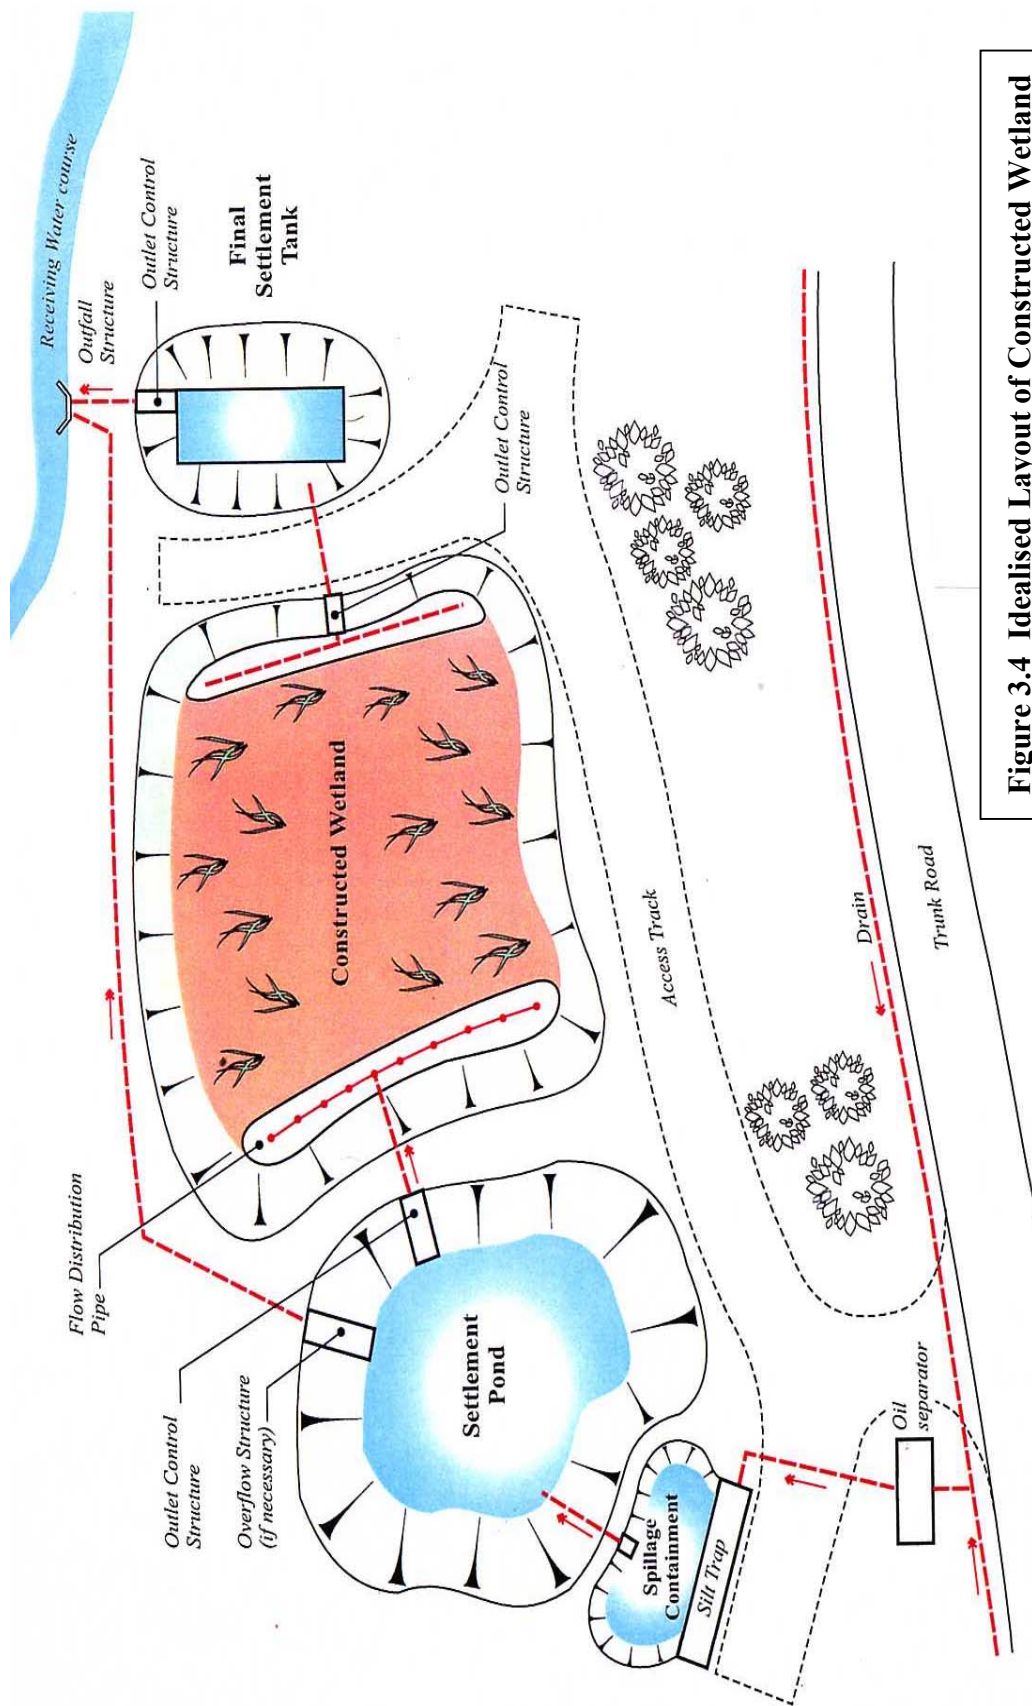 Receiving Water course
Outfall
Structure
Outlet Control
Structure
Final
Settlement
Tank
Outlet Control
Structure
Constructed Wetland
Flow Distribution
Pipe
Outlet Control
Structure
Overflow Structure
(if necessary)
Settlement
Pond
Spillage
Containment
Silt Trap
Oil
separator
Access Track
Drain
Trunk Road
Figure 3.4 Idealised Layout of Constructed Wetland